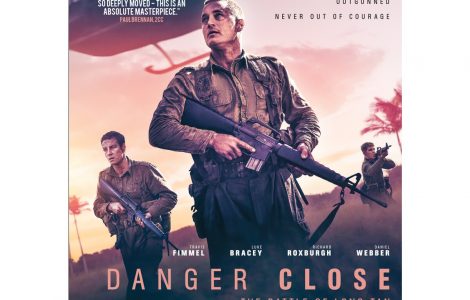 SO DEEPLY MOVED – THIS IS AN
ABSOLUTE MASTERPIECE.”
PAUL BRENNAN, 2CC
OUTGUNNED
NEVER OUT OF COURAGE
TRAVIS
FIMMEL
LUKE
BRACEY
RICHARD
ROXBURGH
DANIEL
WEBBER
DANGER CLOSE